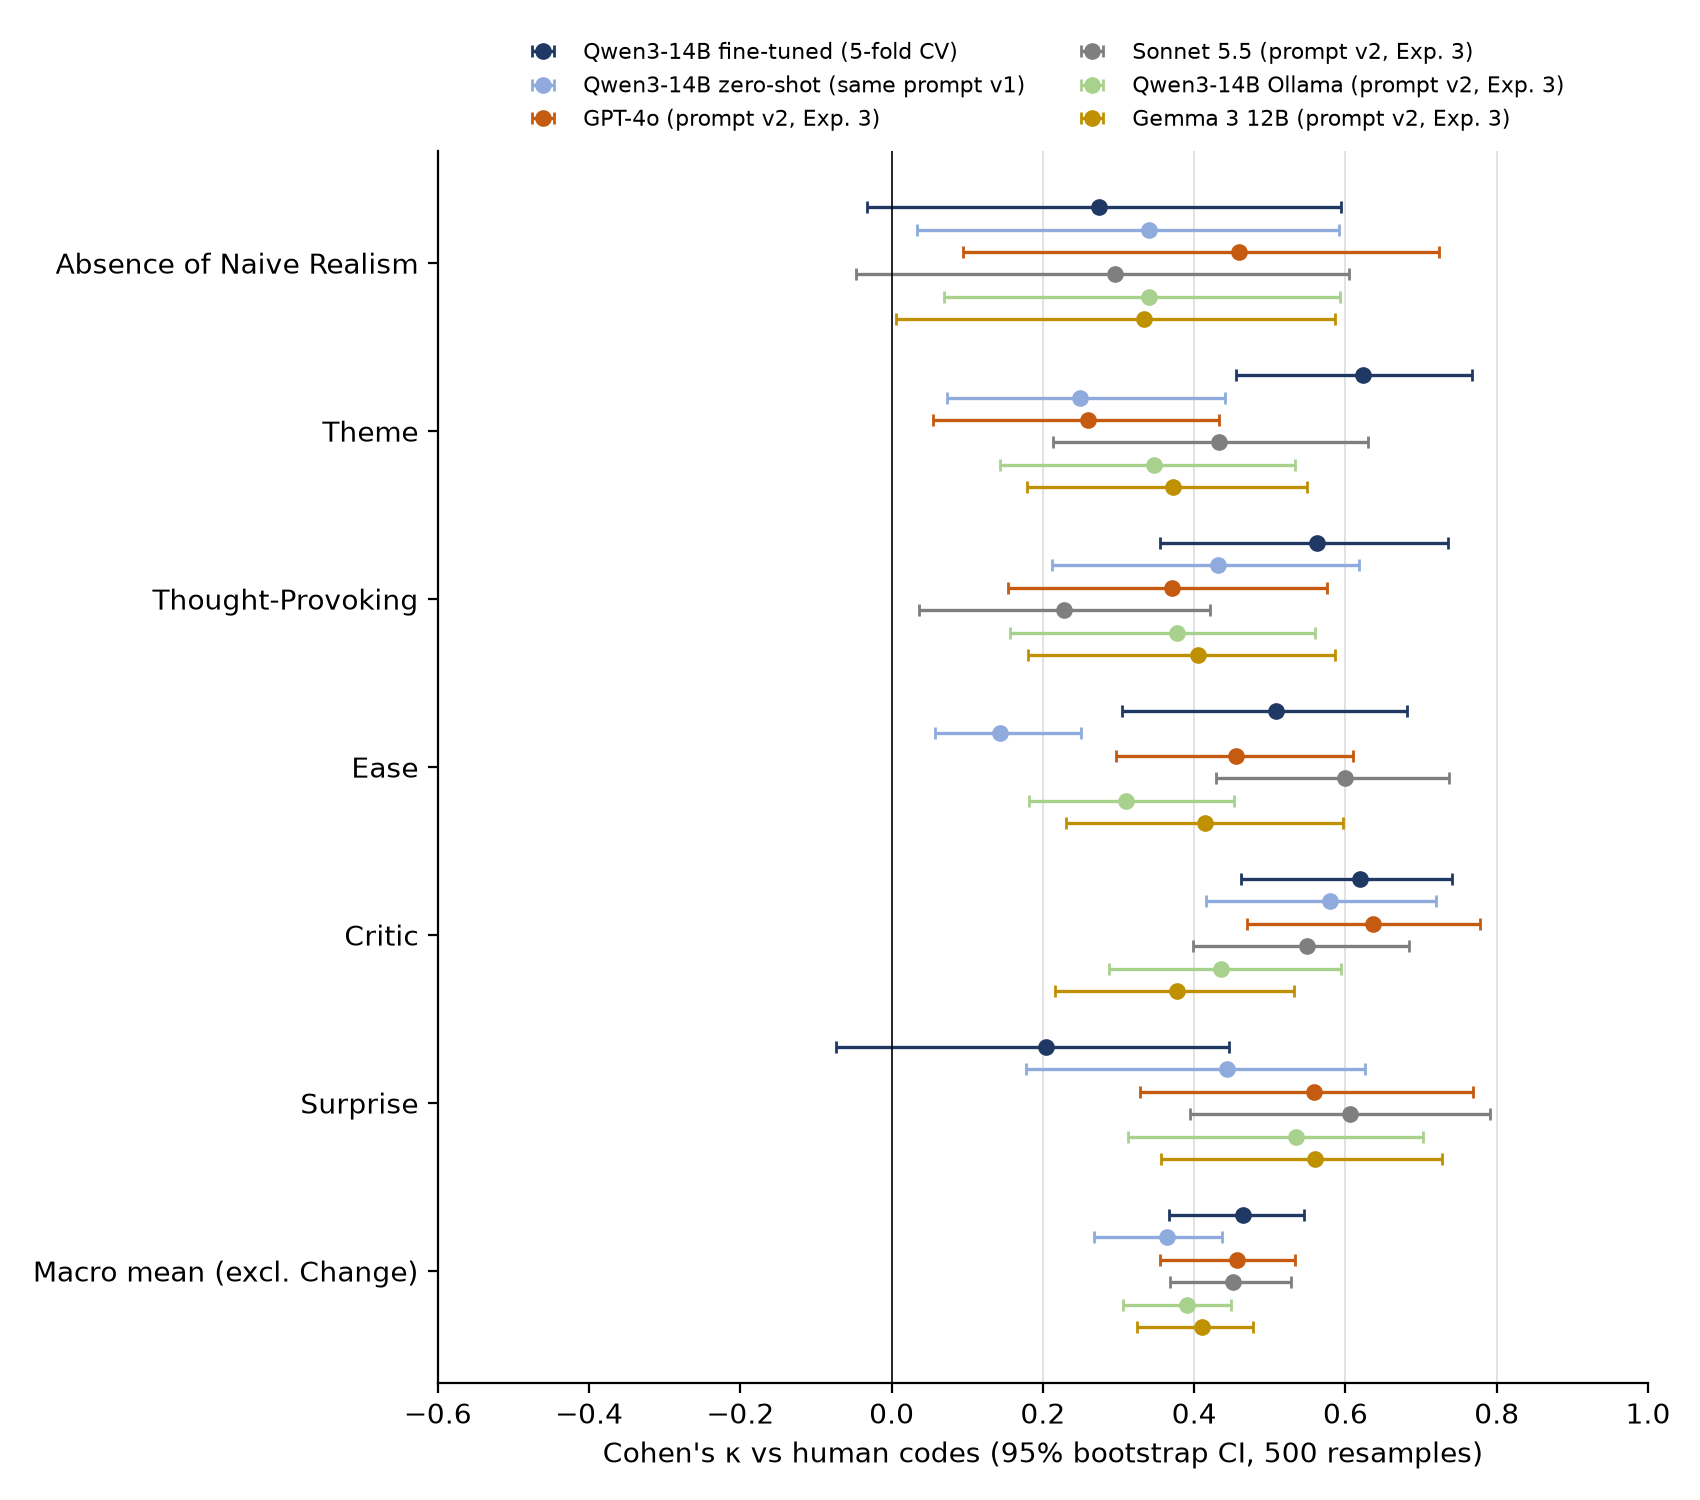 Qwen3-14B fine-tuned (5-fold CV)
Qwen3-14B zero-shot (same prompt v1)
GPT-4o (prompt v2, Exp. 3)
Sonnet 5.5 (prompt v2, Exp. 3)
Qwen3-14B Ollama (prompt v2, Exp. 3)
Gemma 3 12B (prompt v2, Exp. 3)
Absence of Naive Realism
Theme
Thought-Provoking
Ease
Critic
Surprise
Macro mean (excl. Change)
−0.6 −0.4 −0.2 0.0 0.2 0.4 0.6 0.8 1.0
Cohen's κ vs human codes (95% bootstrap CI, 500 resamples)